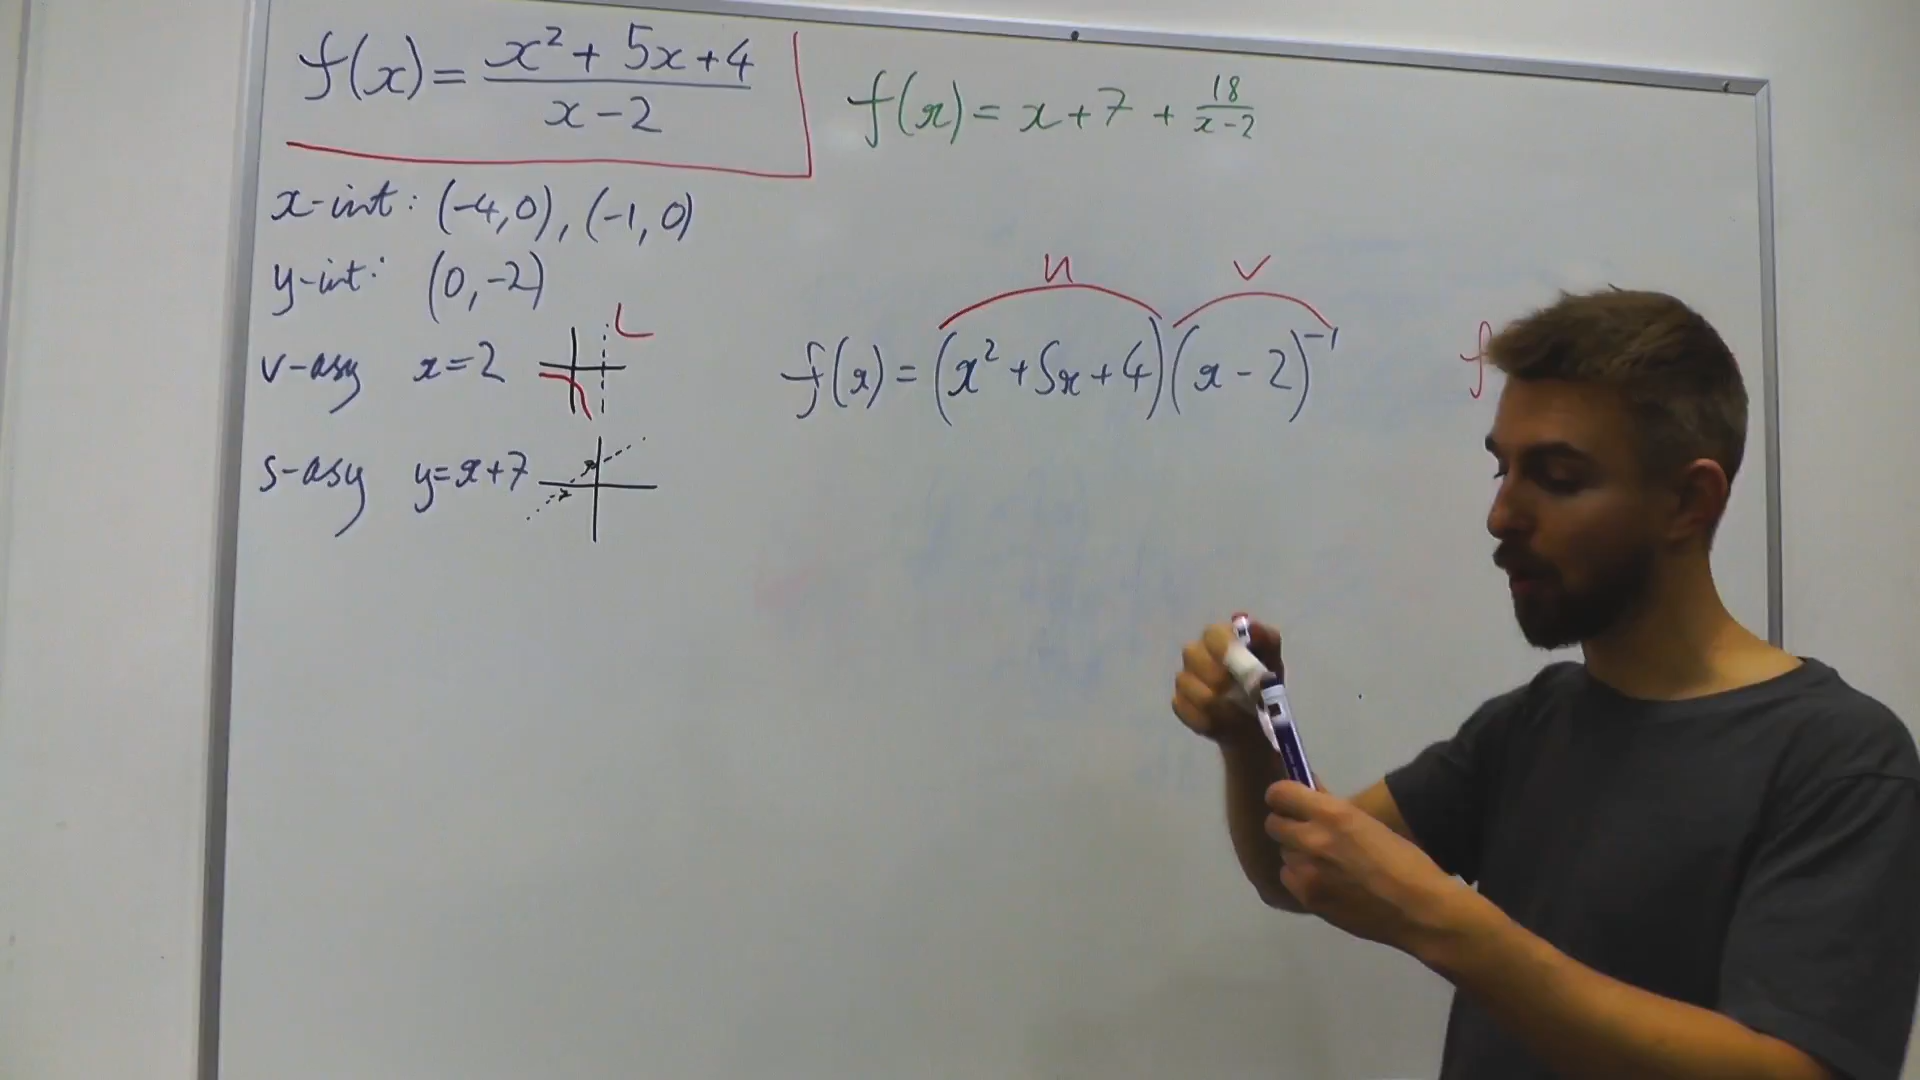 f(x) = (x² + 5x + 4)/(x - 2)
f(x) = x + 7 + 18/(x - 2)
x-int: (-4, 0), (-1, 0)
y-int: (0, -2)
v-asy x = 2
s-asy y = x + 7
u v
f(x) = (x² + 5x + 4)(x - 2)⁻¹
f